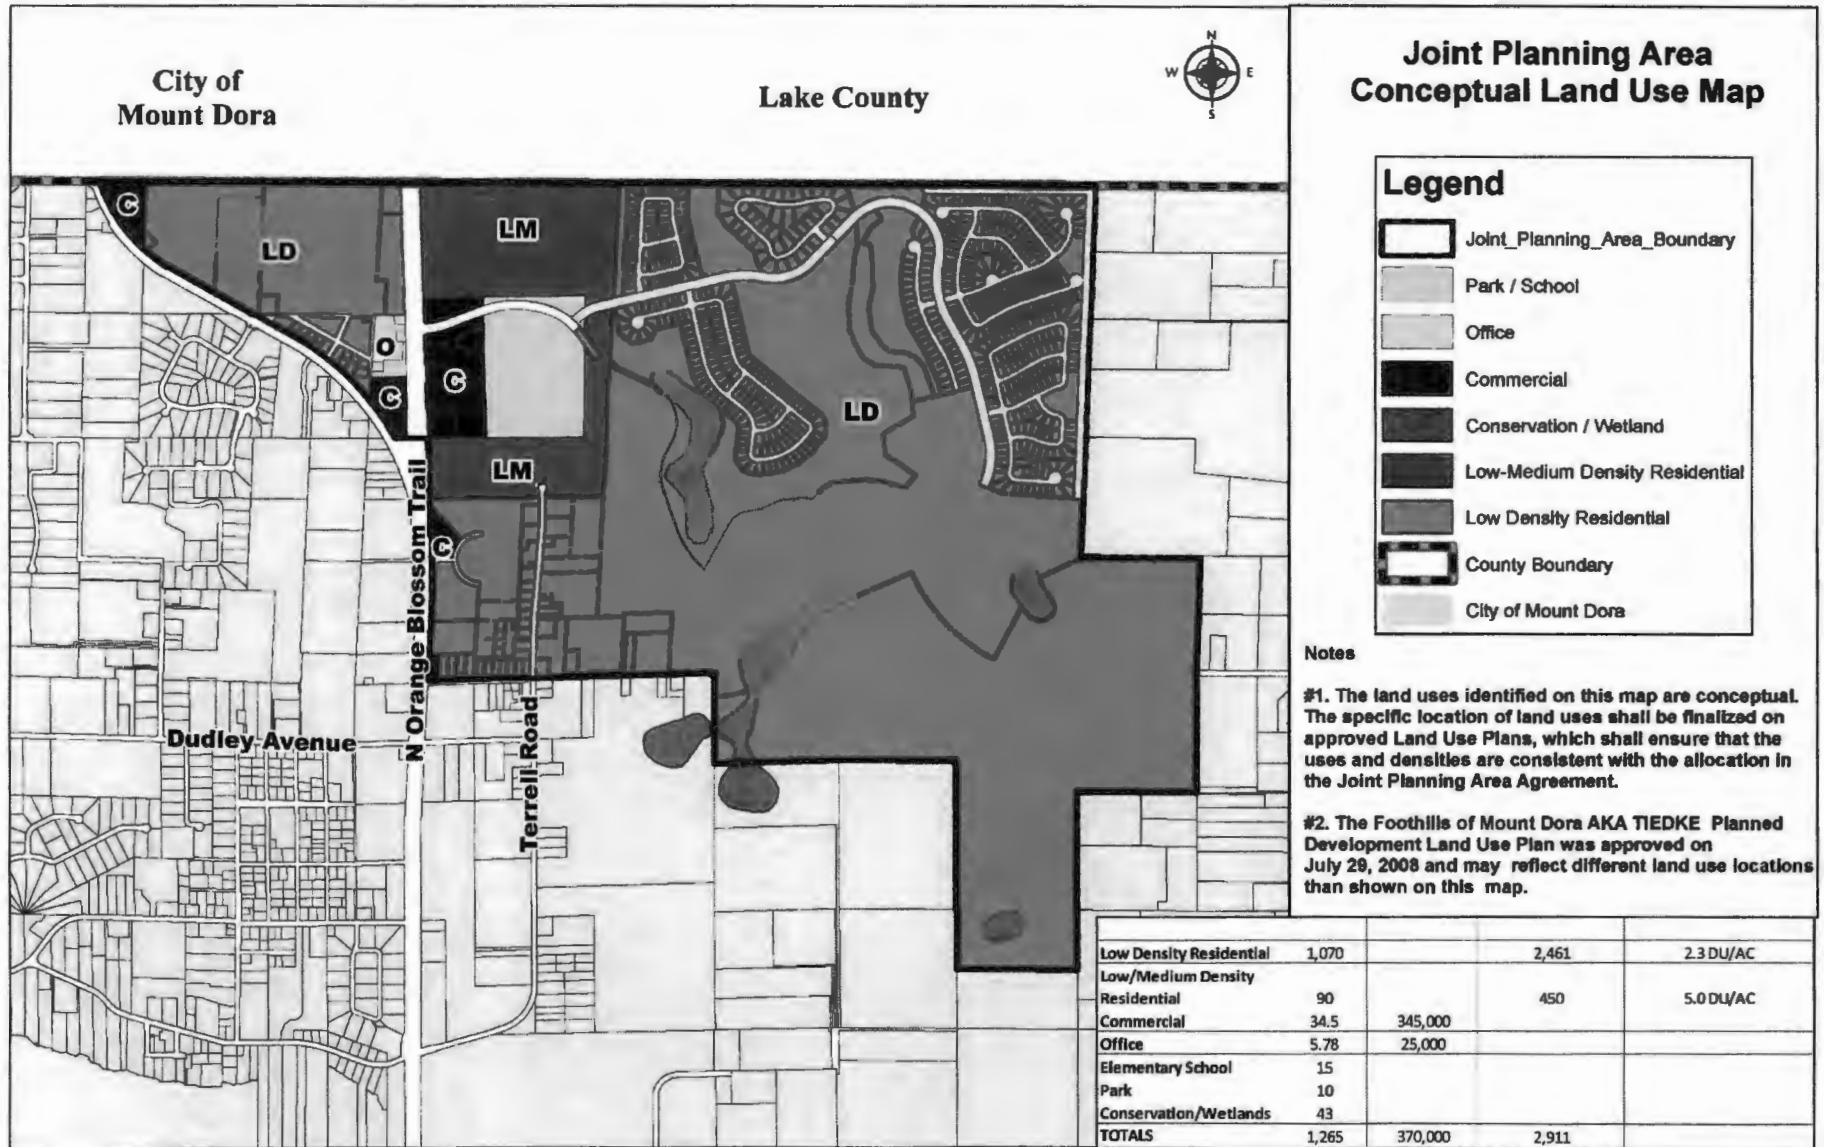 City of
Mount Dora
Lake County
N
W
E
S
C
LD
LM
O
C
C
LD
LM
C
N Orange Blossom Trail
Terrell Road
Dudley Avenue
Joint Planning Area
Conceptual Land Use Map
Legend
Joint_Planning_Area_Boundary
Park / School
Office
Commercial
Conservation / Wetland
Low-Medium Density Residential
Low Density Residential
County Boundary
City of Mount Dora
Notes
#1. The land uses identified on this map are conceptual.
The specific location of land uses shall be finalized on
approved Land Use Plans, which shall ensure that the
uses and densities are consistent with the allocation in
the Joint Planning Area Agreement.
#2. The Foothills of Mount Dora AKA TIEDKE Planned
Development Land Use Plan was approved on
July 29, 2008 and may reflect different land use locations
than shown on this map.
Low Density Residential 1,070 2,461 2.3 DU/AC
Low/Medium Density
Residential 90 450 5.0 DU/AC
Commercial 34.5 345,000
Office 5.78 25,000
Elementary School 15
Park 10
Conservation/Wetlands 43
TOTALS 1,265 370,000 2,911